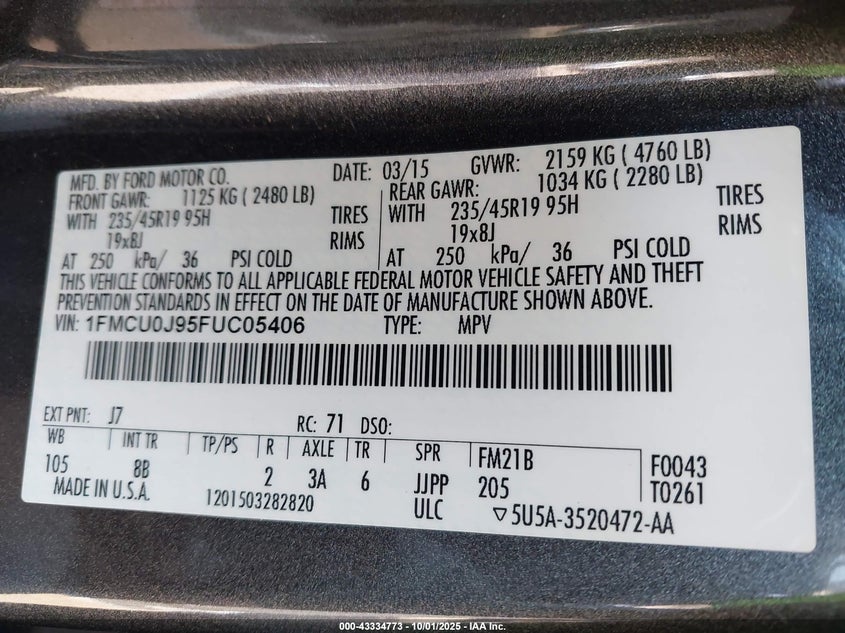 MFD. BY FORD MOTOR CO. DATE: 03/15 GVWR: 2159 KG ( 4760 LB)
FRONT GAWR: 1125 KG ( 2480 LB) REAR GAWR: 1034 KG ( 2280 LB)
WITH 235/45R19 95H TIRES WITH 235/45R19 95H TIRES
19x8J RIMS 19x8J RIMS
AT 250 kPa/ 36 PSI COLD AT 250 kPa/ 36 PSI COLD
THIS VEHICLE CONFORMS TO ALL APPLICABLE FEDERAL MOTOR VEHICLE SAFETY AND THEFT
PREVENTION STANDARDS IN EFFECT ON THE DATE OF MANUFACTURE SHOWN ABOVE.
VIN: 1FMCU0J95FUC05406 TYPE: MPV
EXT PNT: J7 RC: 71 DSO:
WB INT TR TP/PS R AXLE TR SPR FM21B F0043
105 8B 2 3A 6 JJPP 205 T0261
MADE IN U.S.A. 1201503282820 ULC ▽5U5A-3520472-AA
000-43334773 - 10/01/2025 - IAA Inc.